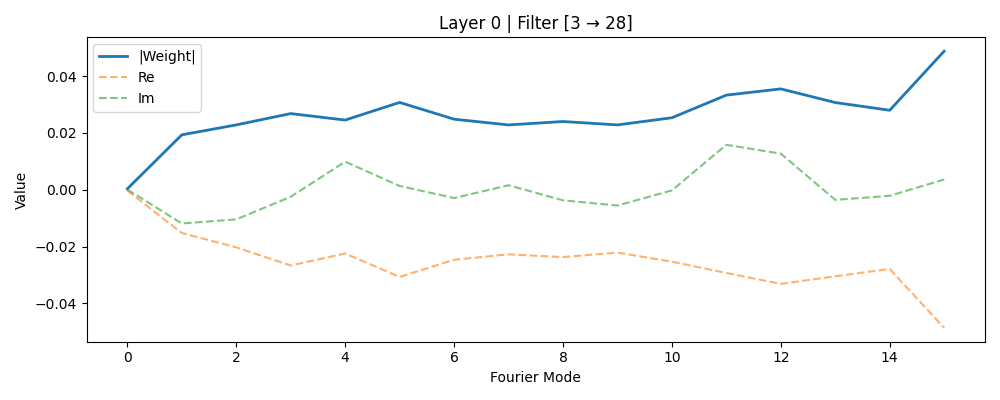 Layer 0 | Filter [3 → 28]
|Weight|
Re
Im
0.04
0.02
0.00
−0.02
−0.04
Value
0 2 4 6 8 10 12 14
Fourier Mode